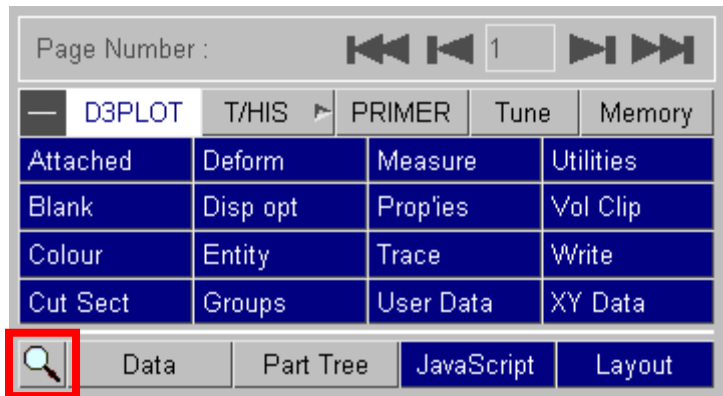 Page Number : 1
D3PLOT T/HIS PRIMER Tune Memory
Attached Deform Measure Utilities
Blank Disp opt Prop'ies Vol Clip
Colour Entity Trace Write
Cut Sect Groups User Data XY Data
Data Part Tree JavaScript Layout